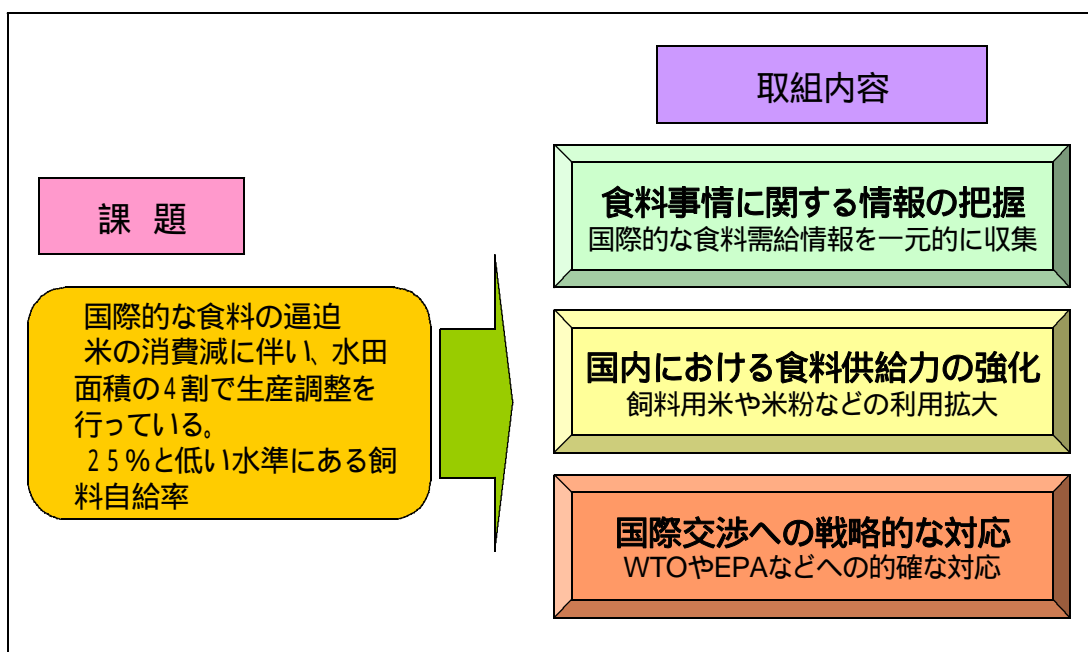 課 題
国際的な食料の逼迫
米の消費減に伴い、水田
面積の4割で生産調整を
行っている。
25%と低い水準にある飼
料自給率
取組内容
食料事情に関する情報の把握
国際的な食料需給情報を一元的に収集
国内における食料供給力の強化
飼料用米や米粉などの利用拡大
国際交渉への戦略的な対応
WTOやEPAなどへの的確な対応